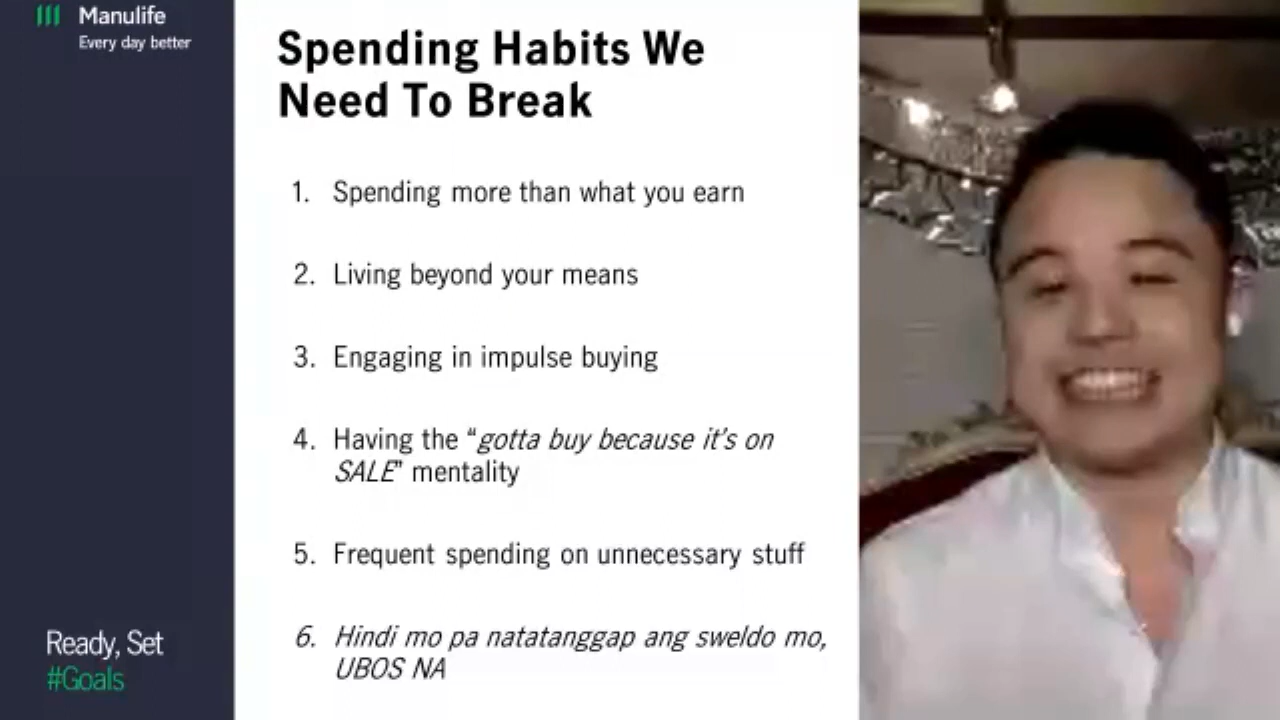 Manulife
Every day better
Spending Habits We
Need To Break
1. Spending more than what you earn
2. Living beyond your means
3. Engaging in impulse buying
4. Having the “gotta buy because it’s on
SALE” mentality
5. Frequent spending on unnecessary stuff
6. Hindi mo pa natatanggap ang sweldo mo,
UBOS NA
Ready, Set
#Goals